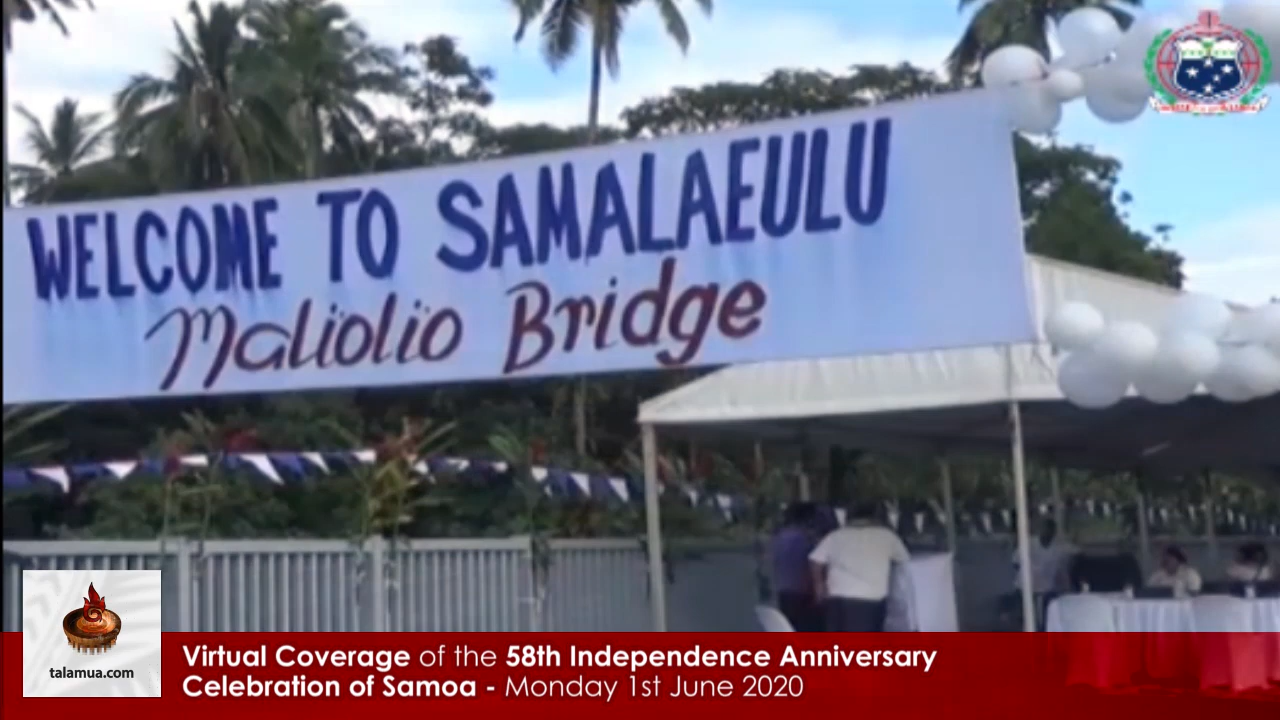 WELCOME TO SAMALAEULU
Maliolio Bridge
talamua.com
Virtual Coverage of the 58th Independence Anniversary
Celebration of Samoa - Monday 1st June 2020